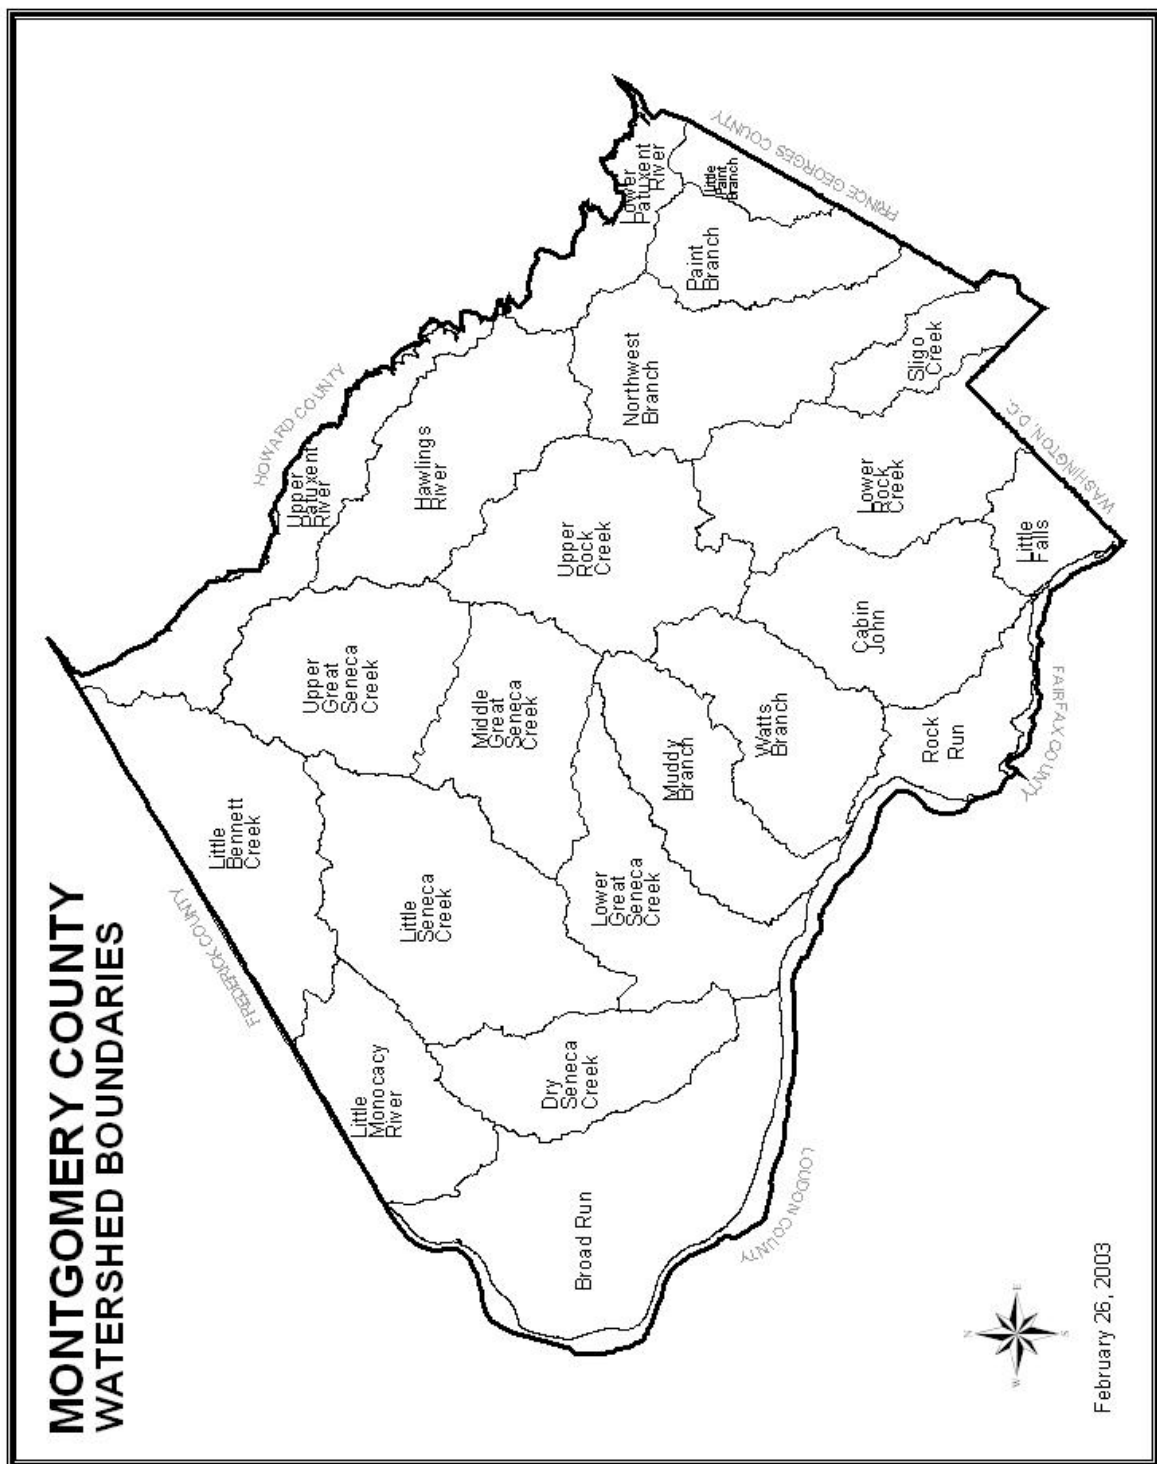 MONTGOMERY COUNTY
WATERSHED BOUNDARIES
FREDERICK COUNTY
HOWARD COUNTY
Little
Bennett
Creek
Upper
Great
Seneca
Creek
Upper
Patuxent
River
Little
Monocacy
River
Little
Seneca
Creek
Middle
Great
Seneca
Creek
Hawlings
River
Broad Run
Dry
Seneca
Creek
Lower
Great
Seneca
Creek
Muddy
Branch
Upper
Rock
Creek
Northwest
Branch
Lower
Patuxent
River
Paint
Branch
Little
Paint
Branch
Watts
Branch
Cabin
John
Lower
Rock
Creek
Sligo
Creek
Rock
Run
Little
Falls
PRINCE GEORGES COUNTY
WASHINGTON, D.C.
FAIRFAX COUNTY
LOUDON COUNTY
N
W
E
S
February 26, 2003